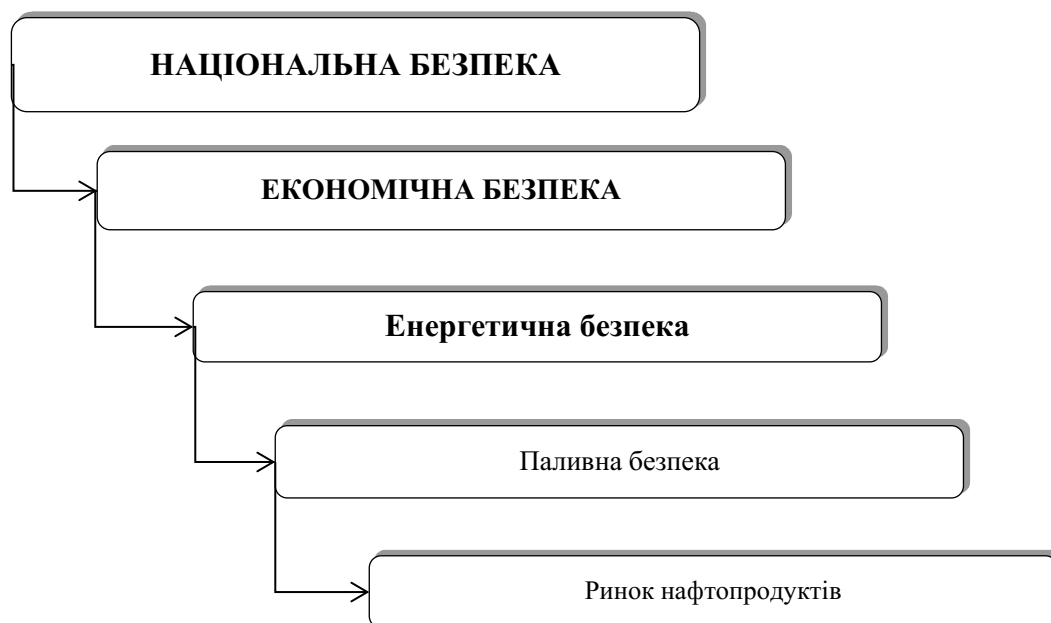 НАЦІОНАЛЬНА БЕЗПЕКА
ЕКОНОМІЧНА БЕЗПЕКА
Енергетична безпека
Паливна безпека
Ринок нафтопродуктів